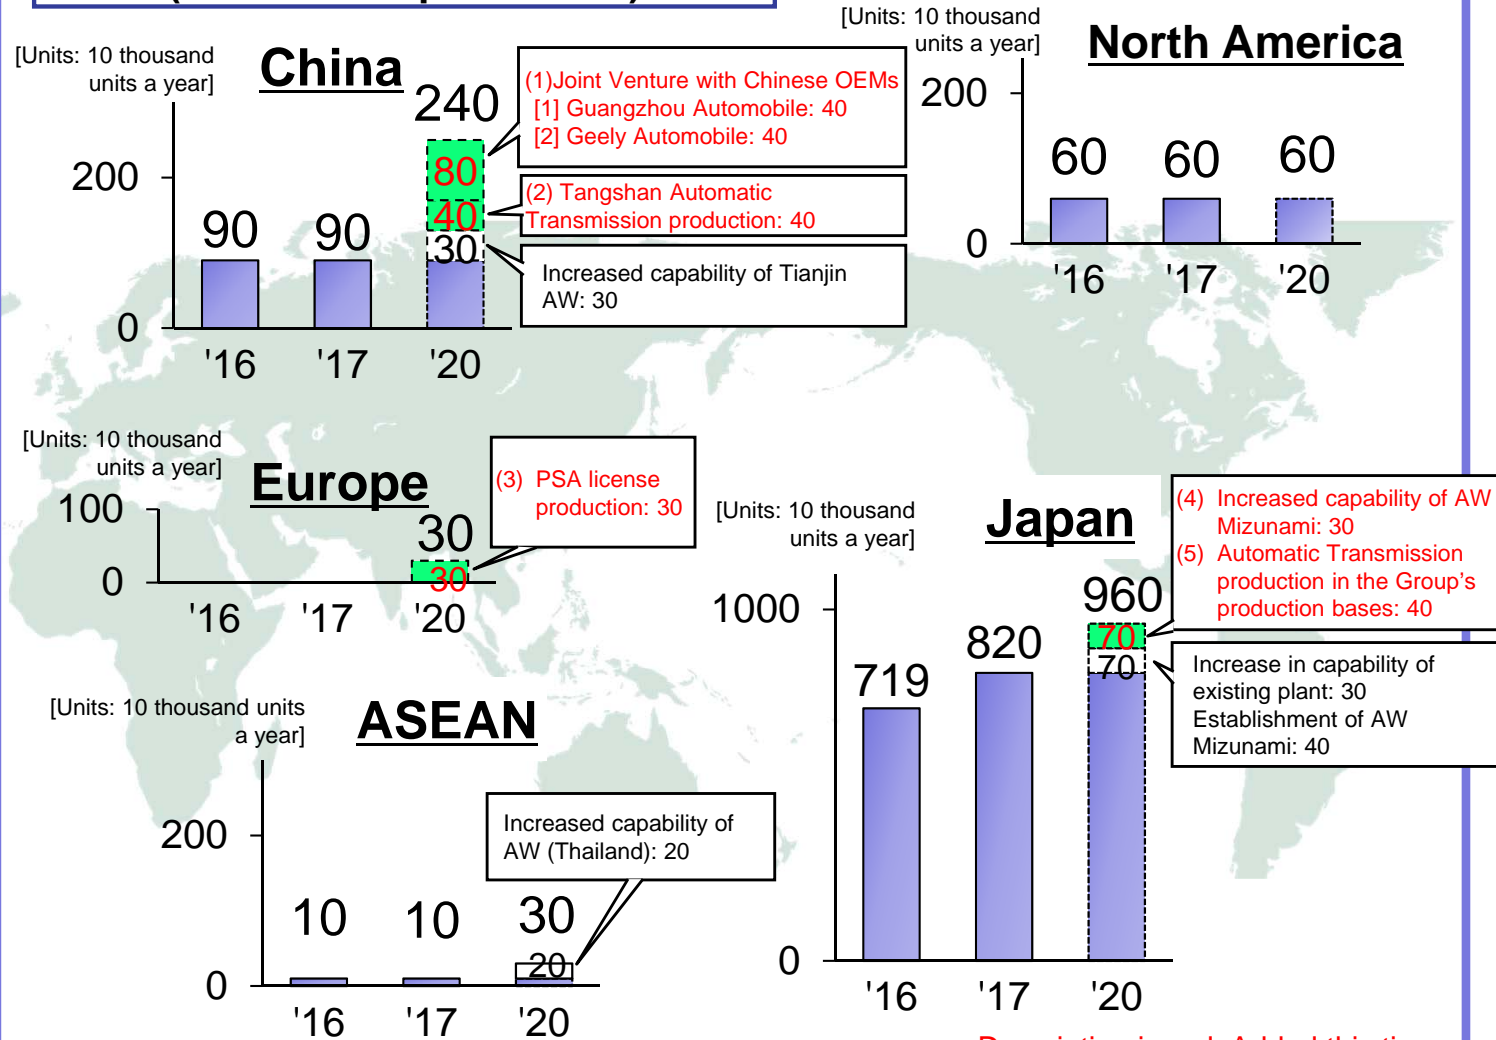 [Units: 10 thousand
units a year]
China
240
200
90
90
80
40
30
0
'16
'17
'20
(1)Joint Venture with Chinese OEMs
[1] Guangzhou Automobile: 40
[2] Geely Automobile: 40
(2) Tangshan Automatic
Transmission production: 40
Increased capability of Tianjin
AW: 30
[Units: 10 thousand
units a year]
North America
200
60
60
60
0
'16
'17
'20
[Units: 10 thousand
units a year]
Europe
100
30
30
0
'16
'17
'20
(3) PSA license
production: 30
[Units: 10 thousand
units a year]
Japan
1000
719
820
960
70
70
0
'16
'17
'20
(4) Increased capability of AW
Mizunami: 30
(5) Automatic Transmission
production in the Group's
production bases: 40
Increase in capability of
existing plant: 30
Establishment of AW
Mizunami: 40
[Units: 10 thousand units
a year]
ASEAN
200
10
10
30
20
0
'16
'17
'20
Increased capability of
AW (Thailand): 20